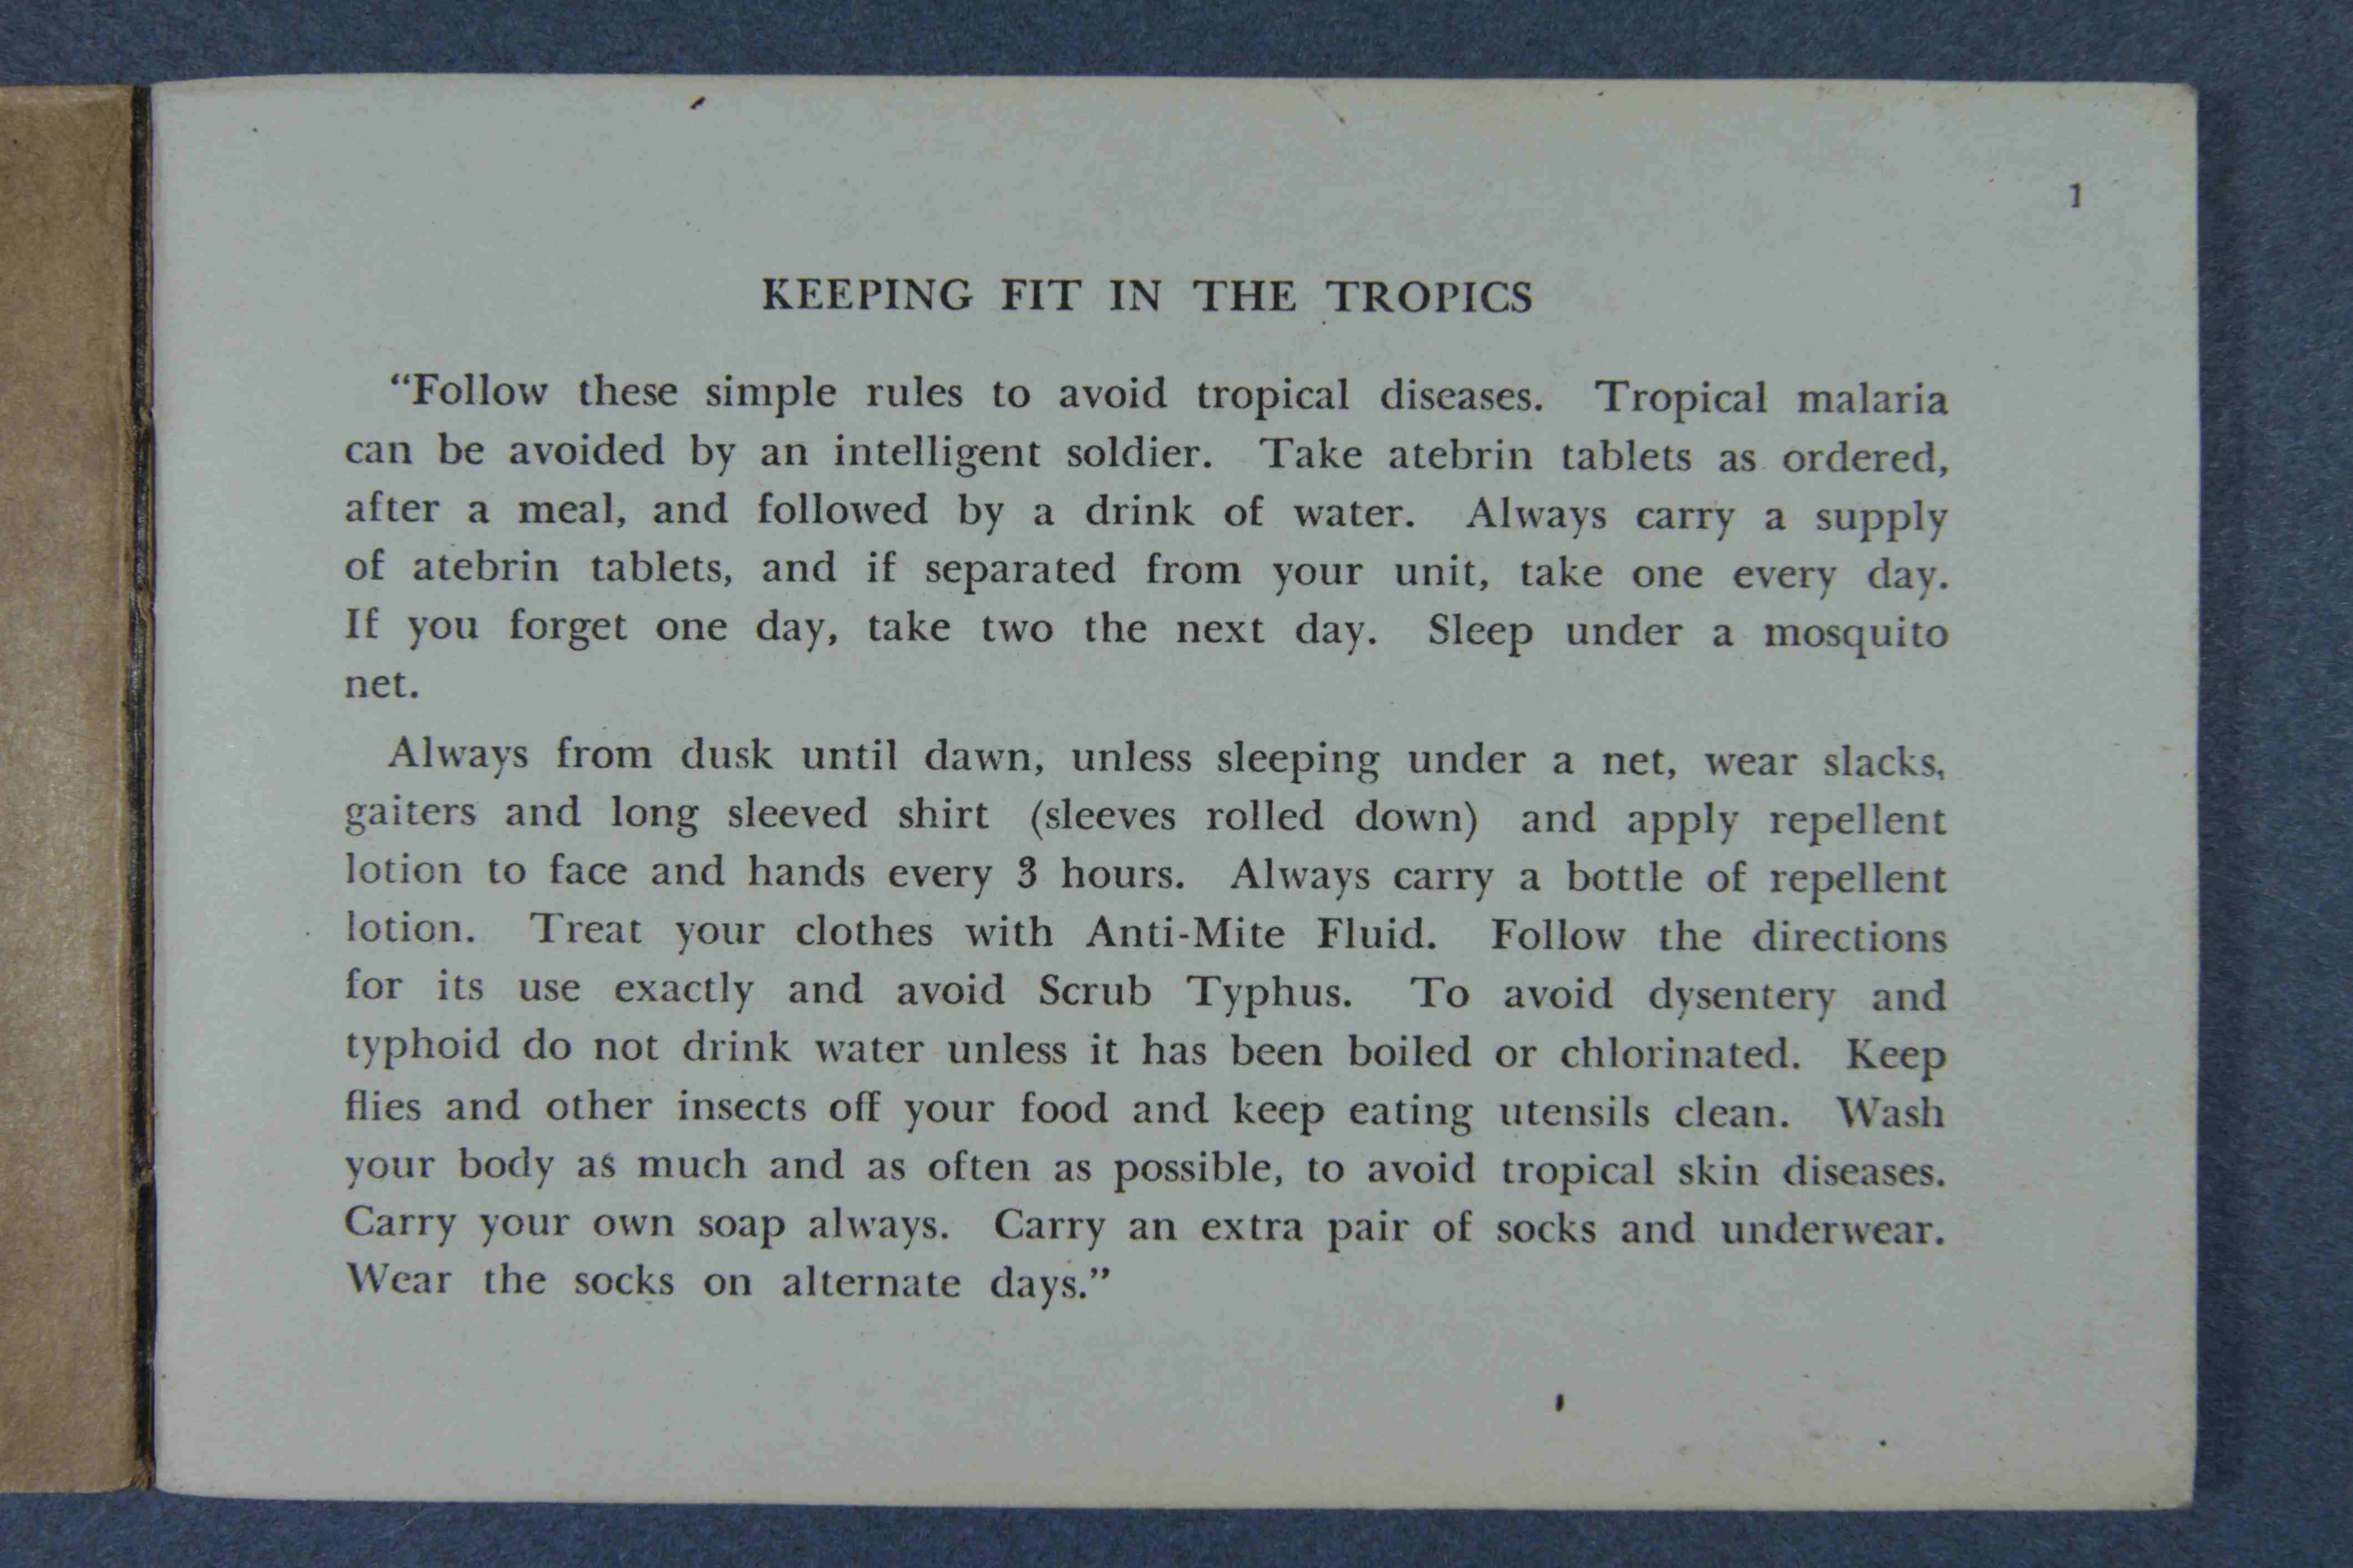 1
KEEPING FIT IN THE TROPICS
“Follow these simple rules to avoid tropical diseases. Tropical malaria
can be avoided by an intelligent soldier. Take atebrin tablets as ordered,
after a meal, and followed by a drink of water. Always carry a supply
of atebrin tablets, and if separated from your unit, take one every day.
If you forget one day, take two the next day. Sleep under a mosquito
net.
Always from dusk until dawn, unless sleeping under a net, wear slacks,
gaiters and long sleeved shirt (sleeves rolled down) and apply repellent
lotion to face and hands every 3 hours. Always carry a bottle of repellent
lotion. Treat your clothes with Anti-Mite Fluid. Follow the directions
for its use exactly and avoid Scrub Typhus. To avoid dysentery and
typhoid do not drink water unless it has been boiled or chlorinated. Keep
flies and other insects off your food and keep eating utensils clean. Wash
your body as much and as often as possible, to avoid tropical skin diseases.
Carry your own soap always. Carry an extra pair of socks and underwear.
Wear the socks on alternate days.”